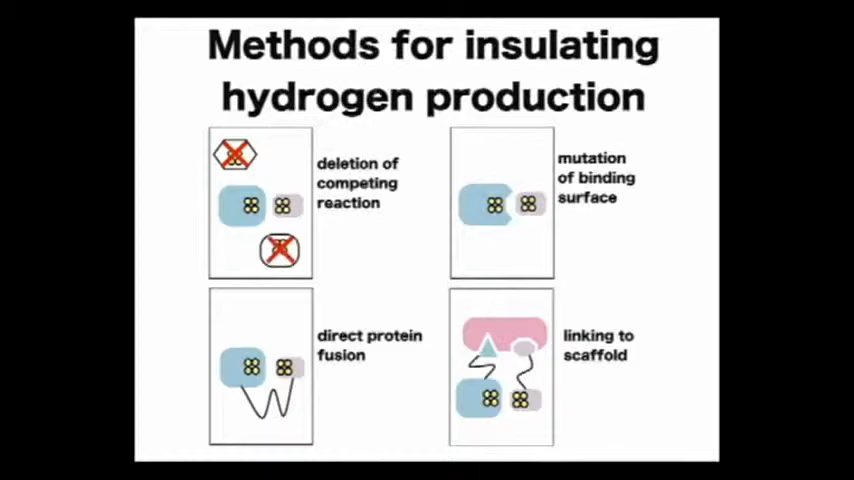 Methods for insulating
hydrogen production
deletion of
competing
reaction
mutation
of binding
surface
direct protein
fusion
linking to
scaffold